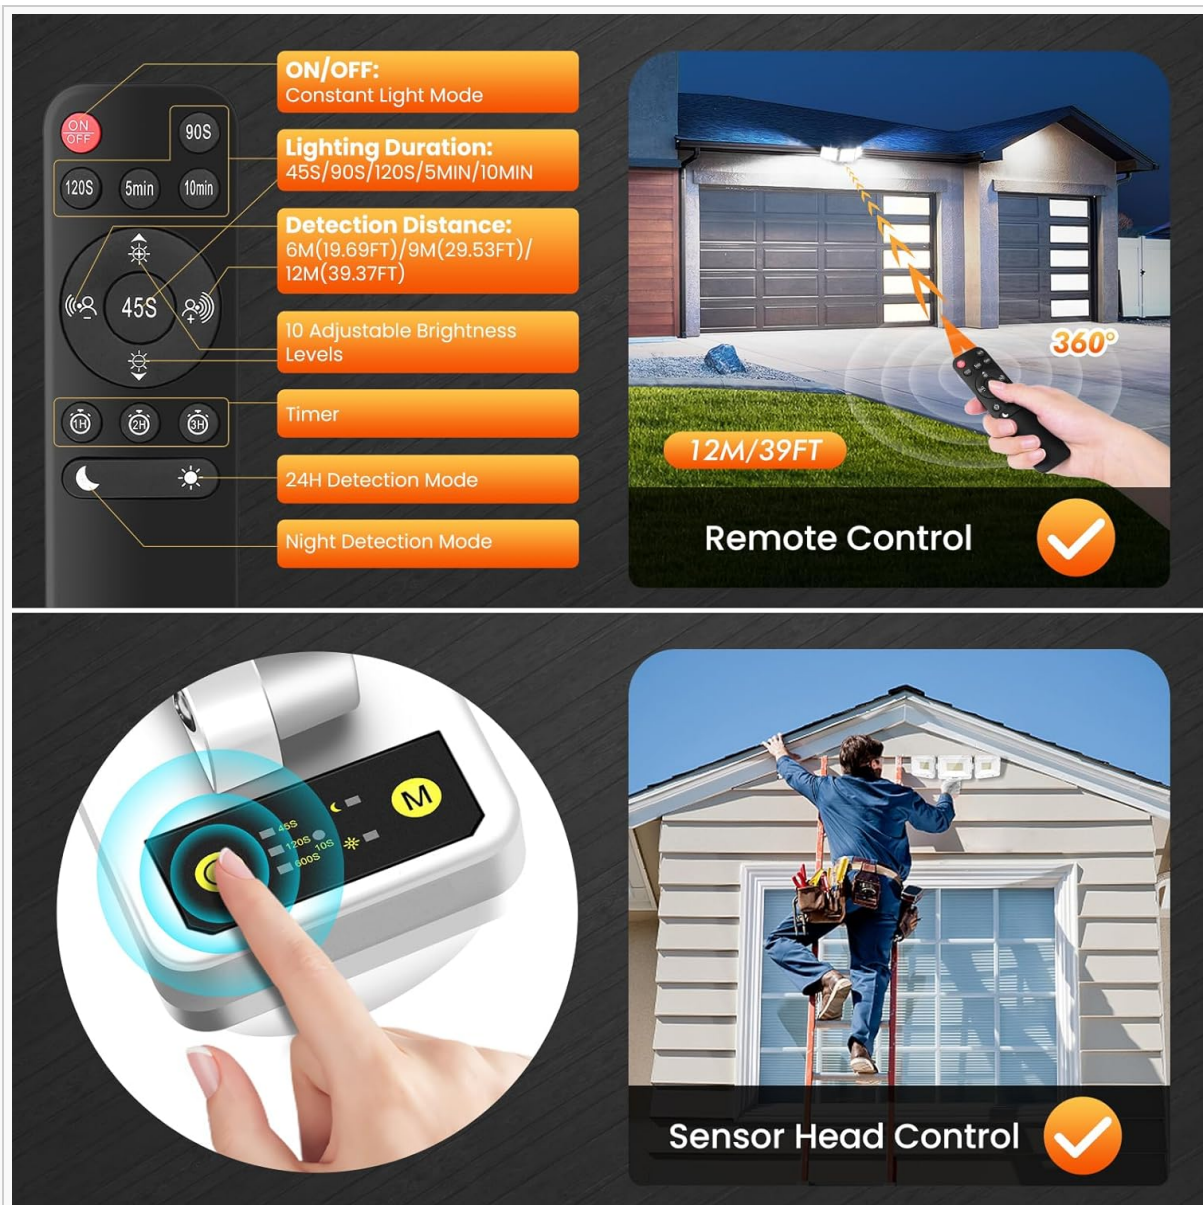 ON/OFF:
Constant Light Mode
Lighting Duration:
45S/90S/120S/5MIN/10MIN
Detection Distance:
6M(19.69FT)/9M(29.53FT)/
12M(39.37FT)
10 Adjustable Brightness
Levels
Timer
24H Detection Mode
Night Detection Mode
ON
OFF
90S
120S
5min
10min
45S
1H
2H
3H
360°
12M/39FT
Remote Control
M
45S
120S
10S
600S
Sensor Head Control